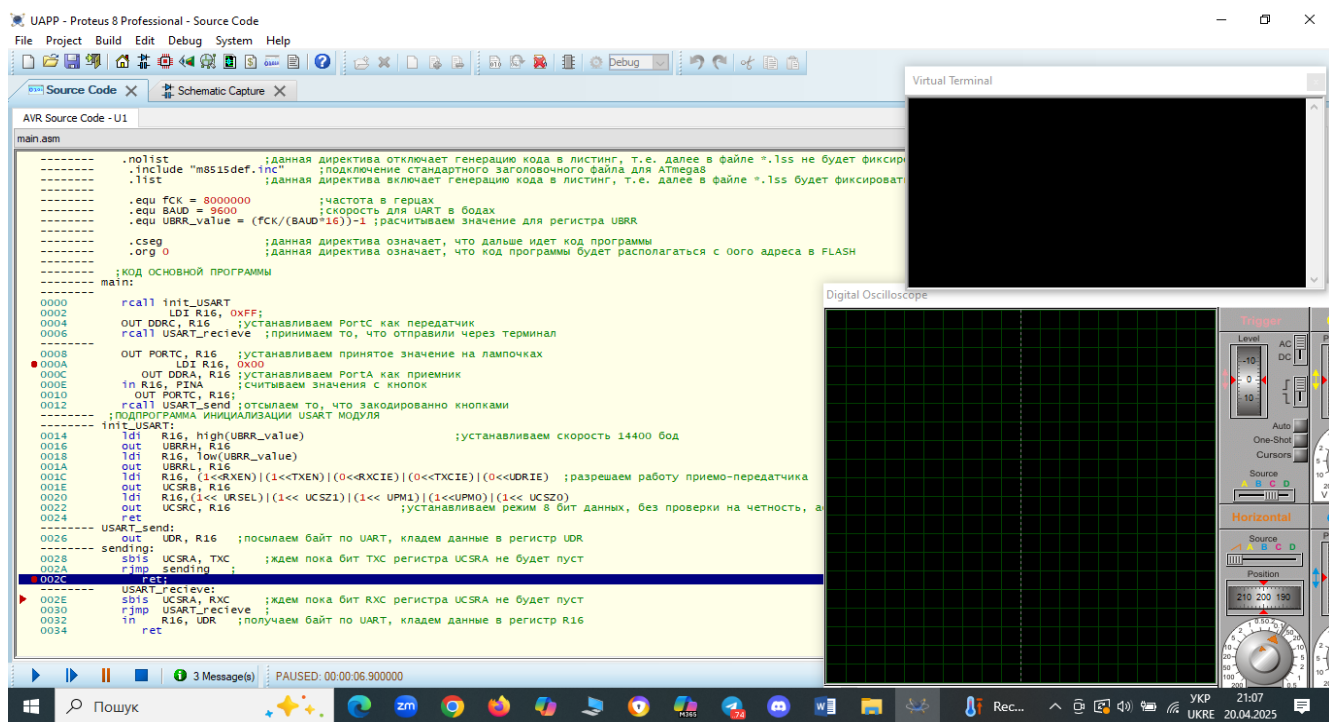 UAPP - Proteus 8 Professional - Source Code
File Project Build Edit Debug System Help
Debug
Source Code
Schematic Capture
AVR Source Code - U1
main.asm
-------- .nolist ;данная директива отключает генерацию кода в листинг, т.е. далее в файле *.lss не будет фиксир
-------- .include "m8515def.inc" ;подключение стандартного заголовочного файла для ATmega8
-------- .list ;данная директива включает генерацию кода в листинг, т.е. далее в файле *.lss будет фиксироват
--------
-------- .equ fCK = 8000000 ;частота в герцах
-------- .equ BAUD = 9600 ;скорость для UART в бодах
-------- .equ UBRR_value = (fCK/(BAUD*16))-1 ;расчитываем значение для регистра UBRR
--------
-------- .cseg ;данная директива означает, что дальше идет код программы
-------- .org 0 ;данная директива означает, что код программы будет располагаться с 0ого адреса в FLASH
--------
-------- ;КОД ОСНОВНОЙ ПРОГРАММЫ
-------- main:
--------
0000 rcall init_USART
0002 LDI R16, 0xFF;
0004 OUT DDRC, R16 ;устанавливаем PortC как передатчик
0006 rcall USART_recieve ;принимаем то, что отправили через терминал
--------
0008 OUT PORTC, R16 ;устанавливаем принятое значение на лампочках
000A LDI R16, 0x00
000C OUT DDRA, R16 ;устанавливаем PortA как приемник
000E in R16, PINA ;считываем значения с кнопок
0010 OUT PORTC, R16;
0012 rcall USART_send ;отсылаем то, что закодированно кнопками
-------- ;ПОДПРОГРАММА ИНИЦИАЛИЗАЦИИ USART МОДУЛЯ
-------- init_USART:
0014 ldi R16, high(UBRR_value) ;устанавливаем скорость 14400 бод
0016 out UBRRH, R16
0018 ldi R16, low(UBRR_value)
001A out UBRRL, R16
001C ldi R16, (1<<RXEN)|(1<<TXEN)|(0<<RXCIE)|(0<<TXCIE)|(0<<UDRIE) ;разрешаем работу приемо-передатчика
001E out UCSRB, R16
0020 ldi R16,(1<< URSEL)|(1<< UCSZ1)|(1<< UPM1)|(1<<UPM0)|(1<< UCSZ0)
0022 out UCSRC, R16 ;устанавливаем режим 8 бит данных, без проверки на четность, а
0024 ret
-------- USART_send:
0026 out UDR, R16 ;посылаем байт по UART, кладем данные в регистр UDR
-------- sending:
0028 sbis UCSRA, TXC ;ждем пока бит TXC регистра UCSRA не будет пуст
002A rjmp sending ;
002C ret;
-------- USART_recieve:
002E sbis UCSRA, RXC ;ждем пока бит RXC регистра UCSRA не будет пуст
0030 rjmp USART_recieve ;
0032 in R16, UDR ;получаем байт по UART, кладем данные в регистр R16
0034 ret
Virtual Terminal
Digital Oscilloscope
Trigger
Level
AC
DC
-10
0
10
Auto
One-Shot
Cursors
Source
A B C D
Horizontal
Source
A B C D
Position
210 200 190
3 Message(s)
PAUSED: 00:00:06.900000
Пошук
Rec...
УКР
UKRE
21:07
20.04.2025